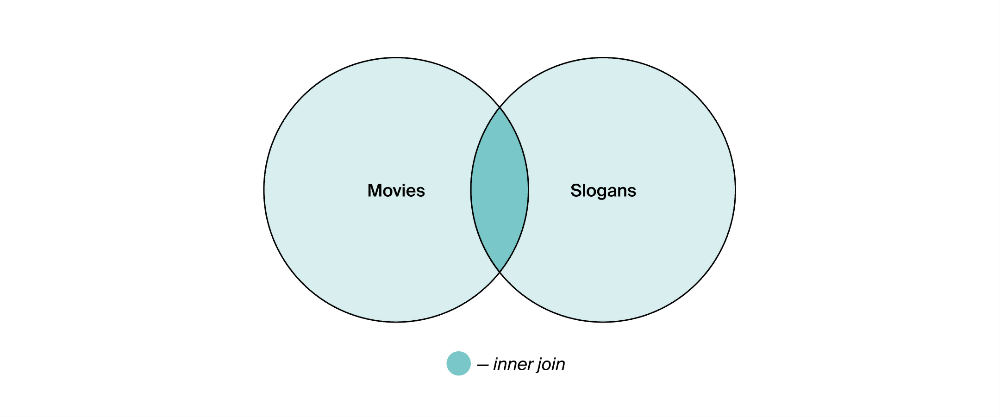 Movies
Slogans
– inner join